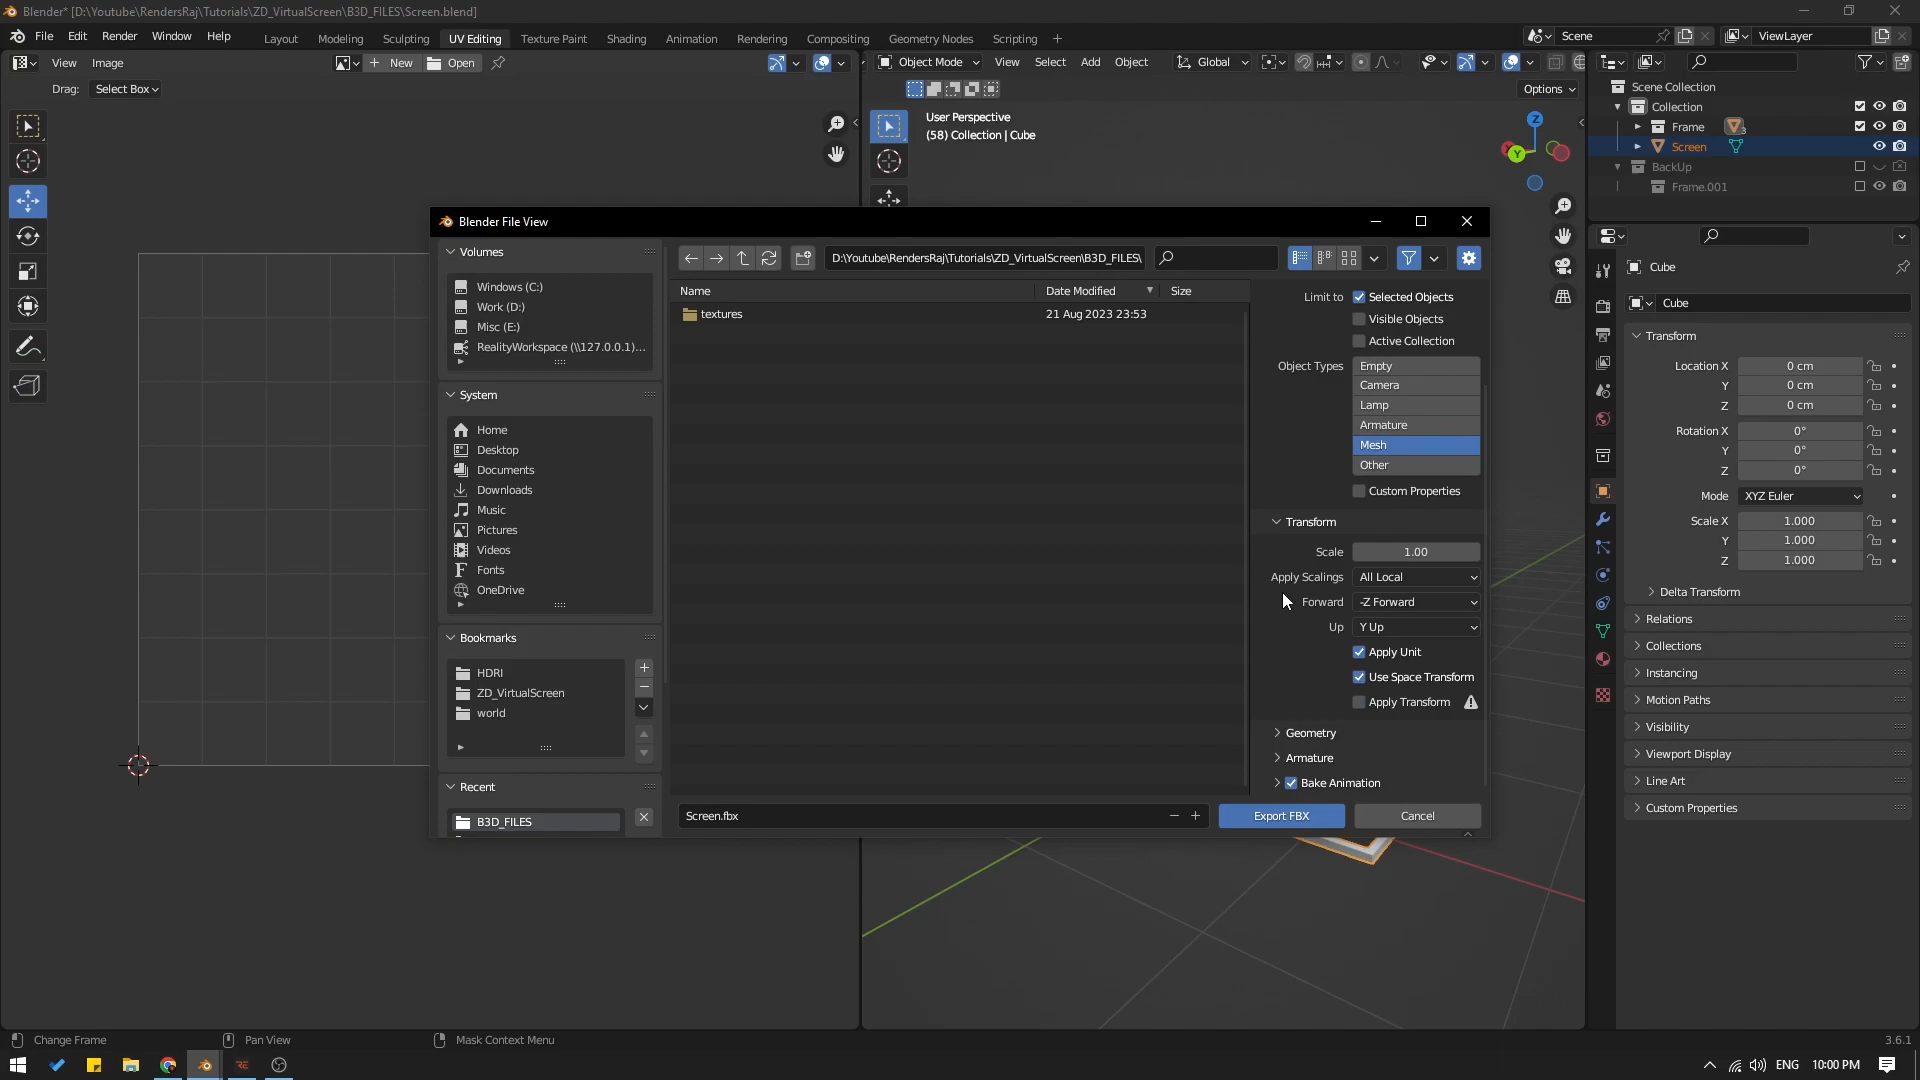 Blender* [D:\Youtube\RendersRaj\Tutorials\ZD_VirtualScreen\B3D_FILES\Screen.blend]
File Edit Render Window Help Layout Modeling Sculpting UV Editing Texture Paint Shading Animation Rendering Compositing Geometry Nodes Scripting + Scene ViewLayer
View Image New Open Object Mode View Select Add Object Global
Drag: Select Box Options
User Perspective
(58) Collection | Cube
Z
Y
Scene Collection
Collection
Frame 3
Screen
BackUp
Frame.001
Cube
Cube
Transform
Location X 0 cm
Y 0 cm
Z 0 cm
Rotation X 0°
Y 0°
Z 0°
Mode XYZ Euler
Scale X 1.000
Y 1.000
Z 1.000
Delta Transform
Relations
Collections
Instancing
Motion Paths
Visibility
Viewport Display
Line Art
Custom Properties
Blender File View
Volumes
Windows (C:)
Work (D:)
Misc (E:)
RealityWorkspace (\\127.0.0.1)...
System
Home
Desktop
Documents
Downloads
Music
Pictures
Videos
Fonts
OneDrive
Bookmarks
HDRI
ZD_VirtualScreen
world
Recent
B3D_FILES
D:\Youtube\RendersRaj\Tutorials\ZD_VirtualScreen\B3D_FILES\
Name Date Modified Size
textures 21 Aug 2023 23:53
Limit to Selected Objects
Visible Objects
Active Collection
Object Types Empty
Camera
Lamp
Armature
Mesh
Other
Custom Properties
Transform
Scale 1.00
Apply Scalings All Local
Forward -Z Forward
Up Y Up
Apply Unit
Use Space Transform
Apply Transform
Geometry
Armature
Bake Animation
Screen.fbx Export FBX Cancel
Change Frame Pan View Mask Context Menu 3.6.1
ENG 10:00 PM